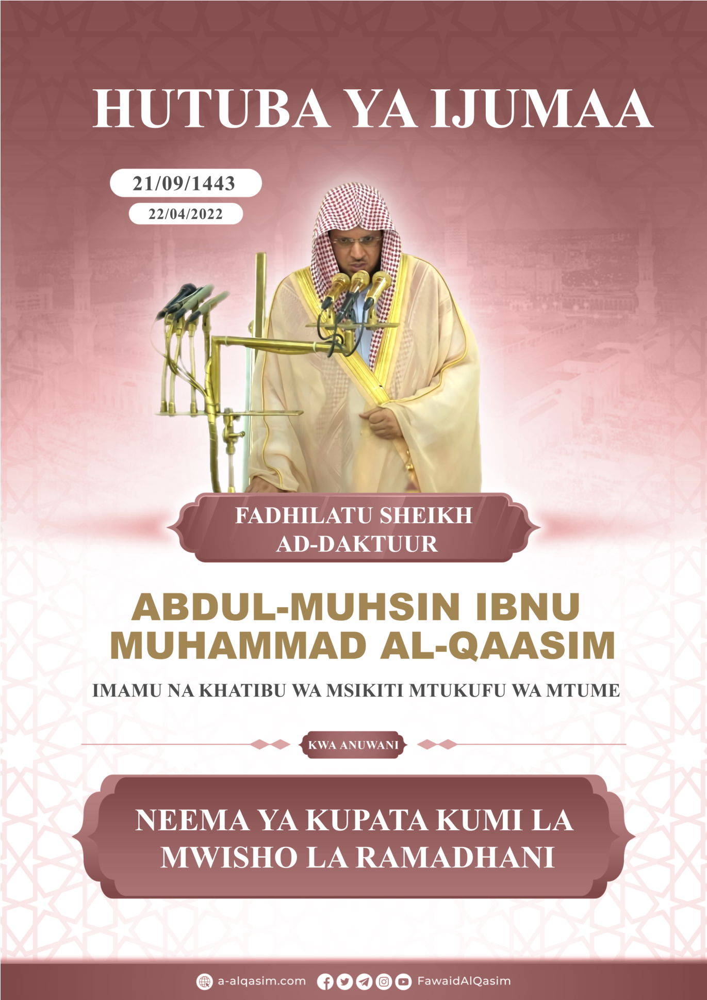 HUTUBA YA IJUMAA
21/09/1443
22/04/2022
FADHILATU SHEIKH
AD-DAKTUUR
ABDUL-MUHSIN IBNU
MUHAMMAD AL-QAASIM
IMAMU NA KHATIBU WA MSIKITI MTUKUFU WA MTUME
KWA ANUWANI
NEEMA YA KUPATA KUMI LA
MWISHO LA RAMADHANI
a-alqasim.com FawaidAlQasim